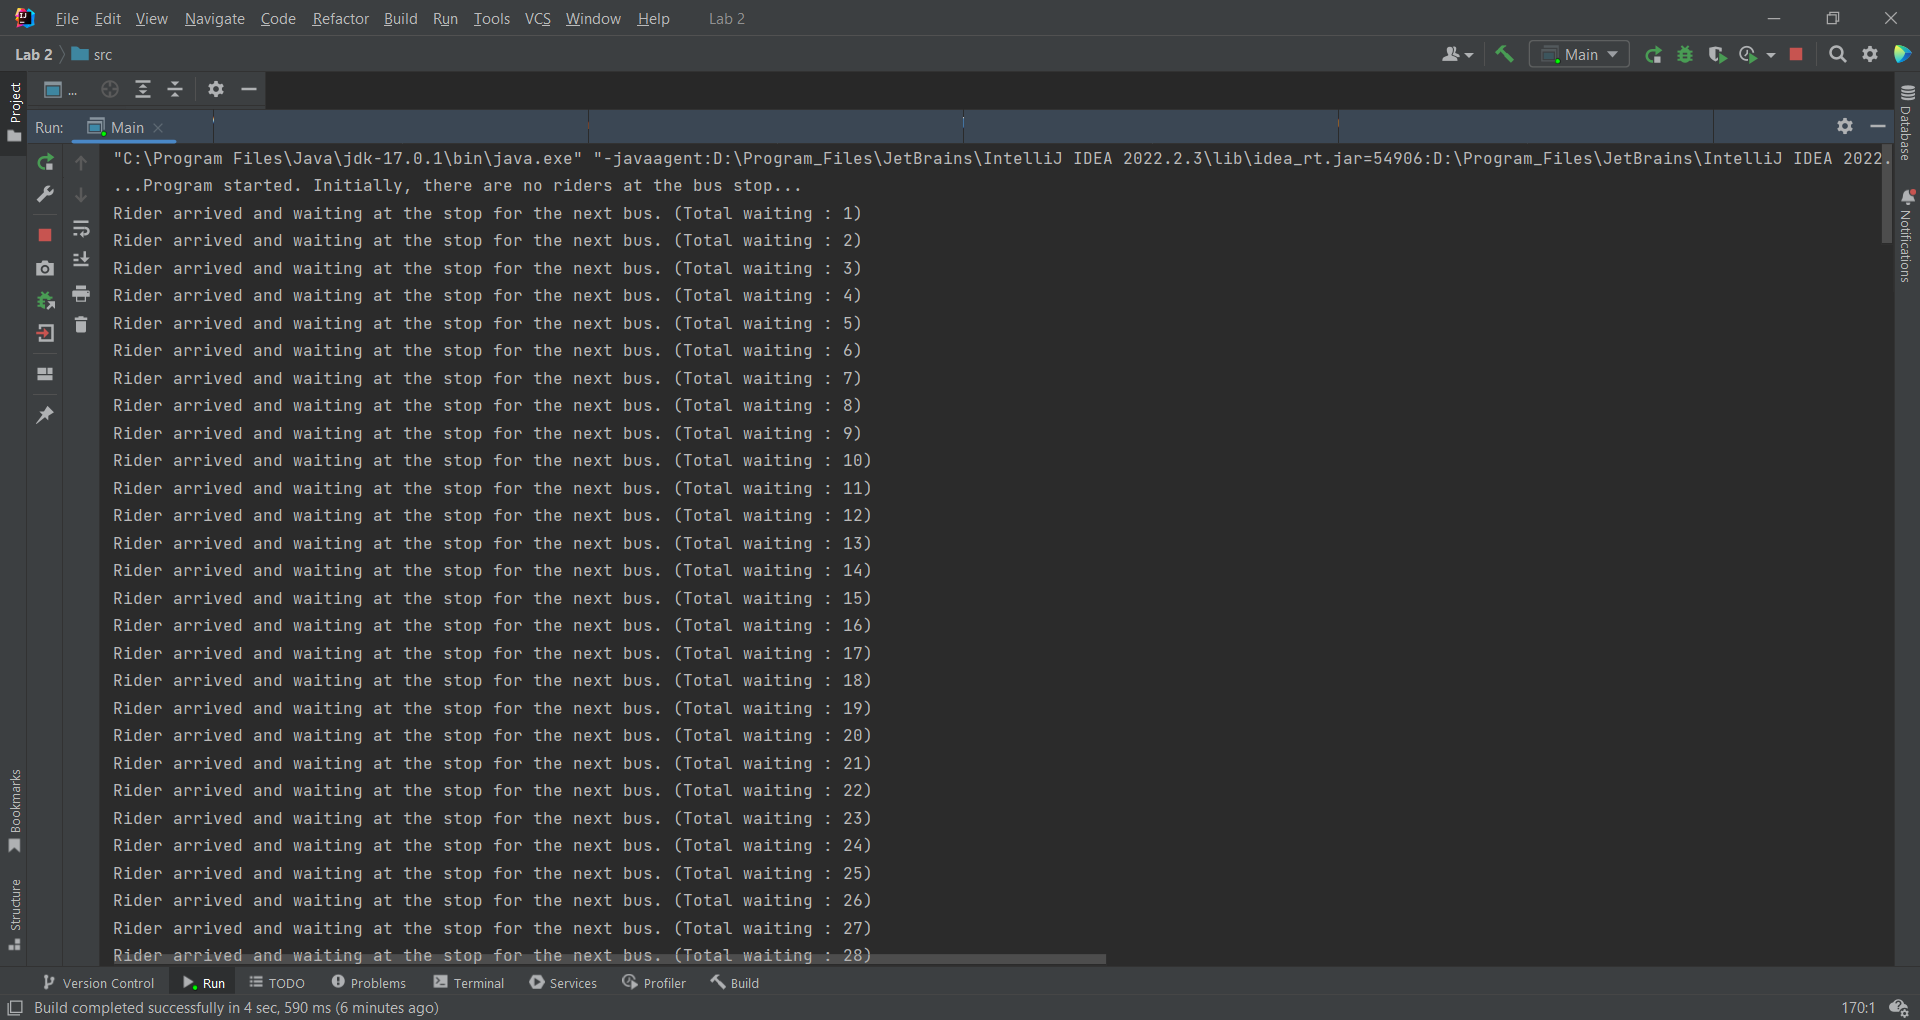 File Edit View Navigate Code Refactor Build Run Tools VCS Window Help Lab 2
Lab 2 src Main
Project
...
Run: Main
"C:\Program Files\Java\jdk-17.0.1\bin\java.exe" "-javaagent:D:\Program_Files\JetBrains\IntelliJ IDEA 2022.2.3\lib\idea_rt.jar=54906:D:\Program_Files\JetBrains\IntelliJ IDEA 2022.
...Program started. Initially, there are no riders at the bus stop...
Rider arrived and waiting at the stop for the next bus. (Total waiting : 1)
Rider arrived and waiting at the stop for the next bus. (Total waiting : 2)
Rider arrived and waiting at the stop for the next bus. (Total waiting : 3)
Rider arrived and waiting at the stop for the next bus. (Total waiting : 4)
Rider arrived and waiting at the stop for the next bus. (Total waiting : 5)
Rider arrived and waiting at the stop for the next bus. (Total waiting : 6)
Rider arrived and waiting at the stop for the next bus. (Total waiting : 7)
Rider arrived and waiting at the stop for the next bus. (Total waiting : 8)
Rider arrived and waiting at the stop for the next bus. (Total waiting : 9)
Rider arrived and waiting at the stop for the next bus. (Total waiting : 10)
Rider arrived and waiting at the stop for the next bus. (Total waiting : 11)
Rider arrived and waiting at the stop for the next bus. (Total waiting : 12)
Rider arrived and waiting at the stop for the next bus. (Total waiting : 13)
Rider arrived and waiting at the stop for the next bus. (Total waiting : 14)
Rider arrived and waiting at the stop for the next bus. (Total waiting : 15)
Rider arrived and waiting at the stop for the next bus. (Total waiting : 16)
Rider arrived and waiting at the stop for the next bus. (Total waiting : 17)
Rider arrived and waiting at the stop for the next bus. (Total waiting : 18)
Rider arrived and waiting at the stop for the next bus. (Total waiting : 19)
Rider arrived and waiting at the stop for the next bus. (Total waiting : 20)
Rider arrived and waiting at the stop for the next bus. (Total waiting : 21)
Rider arrived and waiting at the stop for the next bus. (Total waiting : 22)
Rider arrived and waiting at the stop for the next bus. (Total waiting : 23)
Rider arrived and waiting at the stop for the next bus. (Total waiting : 24)
Rider arrived and waiting at the stop for the next bus. (Total waiting : 25)
Rider arrived and waiting at the stop for the next bus. (Total waiting : 26)
Rider arrived and waiting at the stop for the next bus. (Total waiting : 27)
Rider arrived and waiting at the stop for the next bus. (Total waiting : 28)
Database
Notifications
Bookmarks
Structure
Version Control Run TODO Problems Terminal Services Profiler Build
Build completed successfully in 4 sec, 590 ms (6 minutes ago) 170:1